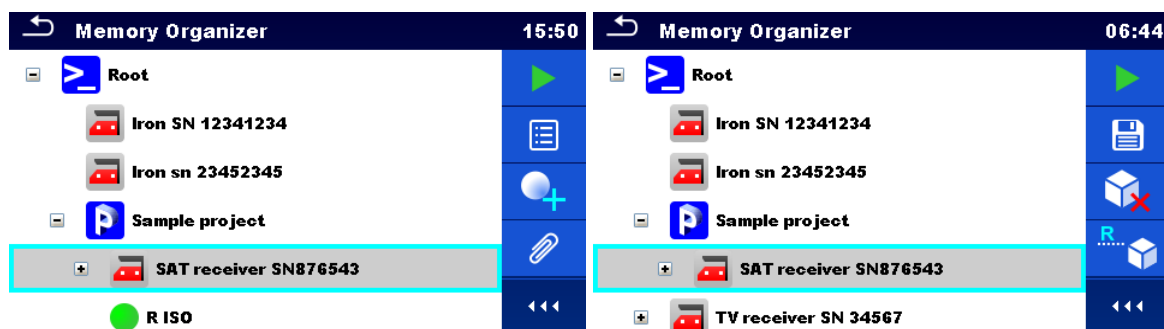 Memory Organizer 15:50
>_ Root
Iron SN 12341234
Iron sn 23452345
P Sample project
SAT receiver SN876543
R ISO
Memory Organizer 06:44
>_ Root
Iron SN 12341234
Iron sn 23452345
P Sample project
R
SAT receiver SN876543
TV receiver SN 34567